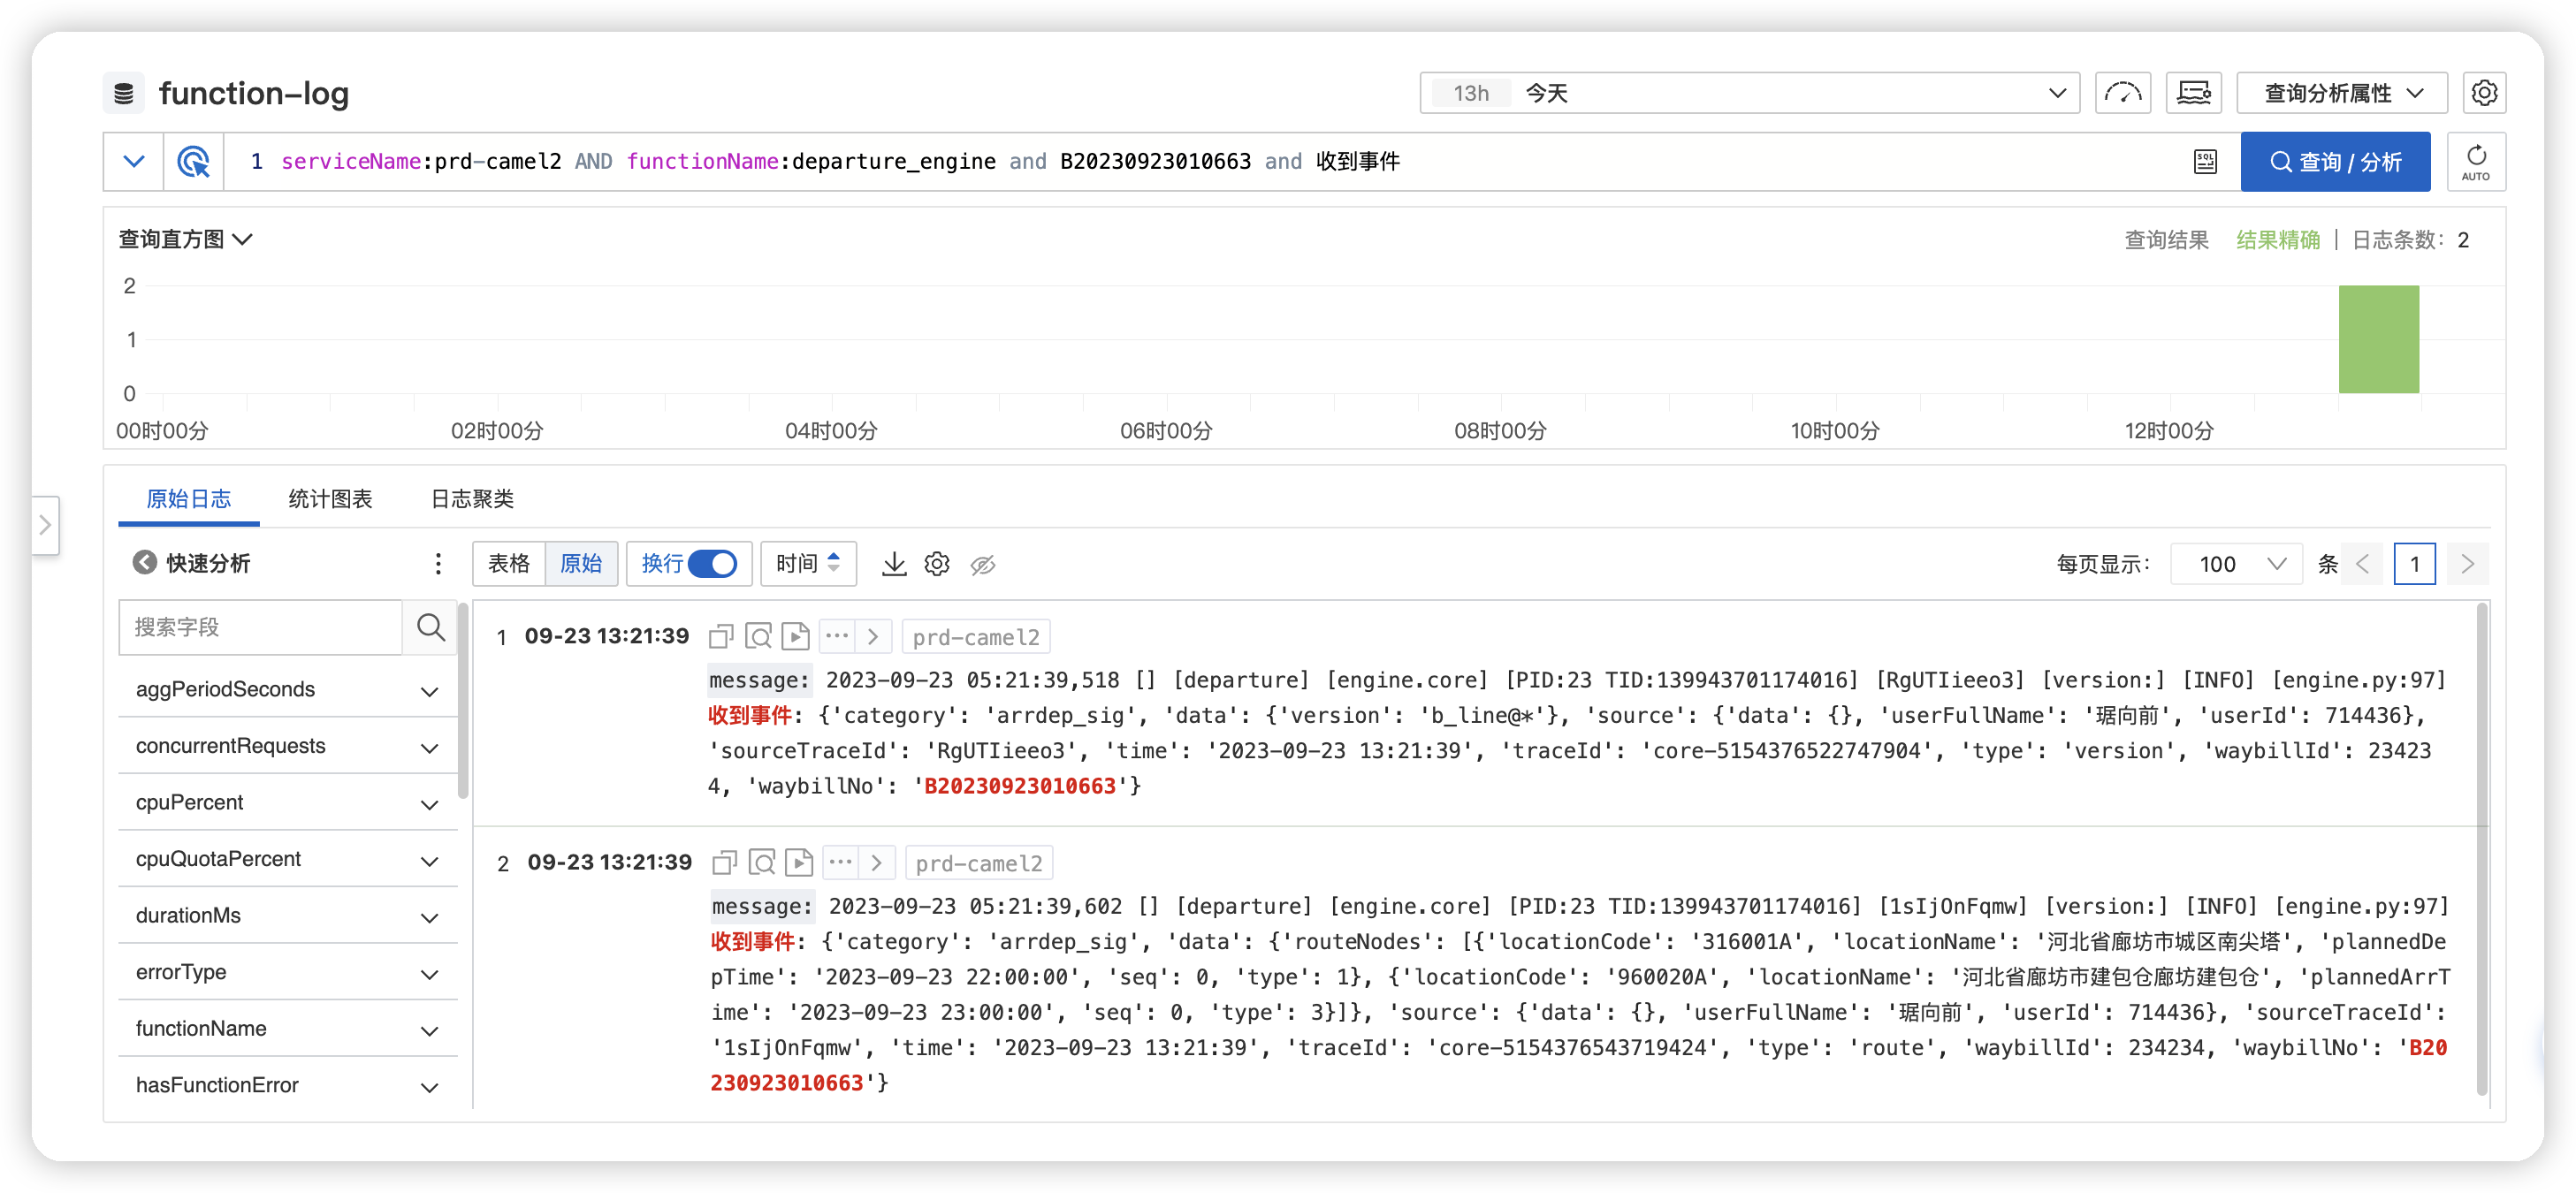 function-log
13h 今天
查询分析属性
1 serviceName:prd-camel2 AND functionName:departure_engine and B20230923010663 and 收到事件
SQL
查询 / 分析
AUTO
查询直方图
查询结果 结果精确 | 日志条数: 2
2
1
0
00时00分 02时00分 04时00分 06时00分 08时00分 10时00分 12时00分
原始日志 统计图表 日志聚类
快速分析
表格 原始 换行 时间
每页显示: 100 条 1
搜索字段
aggPeriodSeconds
concurrentRequests
cpuPercent
cpuQuotaPercent
durationMs
errorType
functionName
hasFunctionError
1 09-23 13:21:39 prd-camel2
message: 2023-09-23 05:21:39,518 [] [departure] [engine.core] [PID:23 TID:139943701174016] [RgUTIieeo3] [version:] [INFO] [engine.py:97]
收到事件: {'category': 'arrdep_sig', 'data': {'version': 'b_line@*'}, 'source': {'data': {}, 'userFullName': '琚向前', 'userId': 714436},
'sourceTraceId': 'RgUTIieeo3', 'time': '2023-09-23 13:21:39', 'traceId': 'core-5154376522747904', 'type': 'version', 'waybillId': 23423
4, 'waybillNo': 'B20230923010663'}
2 09-23 13:21:39 prd-camel2
message: 2023-09-23 05:21:39,602 [] [departure] [engine.core] [PID:23 TID:139943701174016] [1sIjOnFqmw] [version:] [INFO] [engine.py:97]
收到事件: {'category': 'arrdep_sig', 'data': {'routeNodes': [{'locationCode': '316001A', 'locationName': '河北省廊坊市城区南尖塔', 'plannedDe
pTime': '2023-09-23 22:00:00', 'seq': 0, 'type': 1}, {'locationCode': '960020A', 'locationName': '河北省廊坊市建包仓廊坊建包仓', 'plannedArrT
ime': '2023-09-23 23:00:00', 'seq': 0, 'type': 3}]}, 'source': {'data': {}, 'userFullName': '琚向前', 'userId': 714436}, 'sourceTraceId':
'1sIjOnFqmw', 'time': '2023-09-23 13:21:39', 'traceId': 'core-5154376543719424', 'type': 'route', 'waybillId': 234234, 'waybillNo': 'B20
230923010663'}